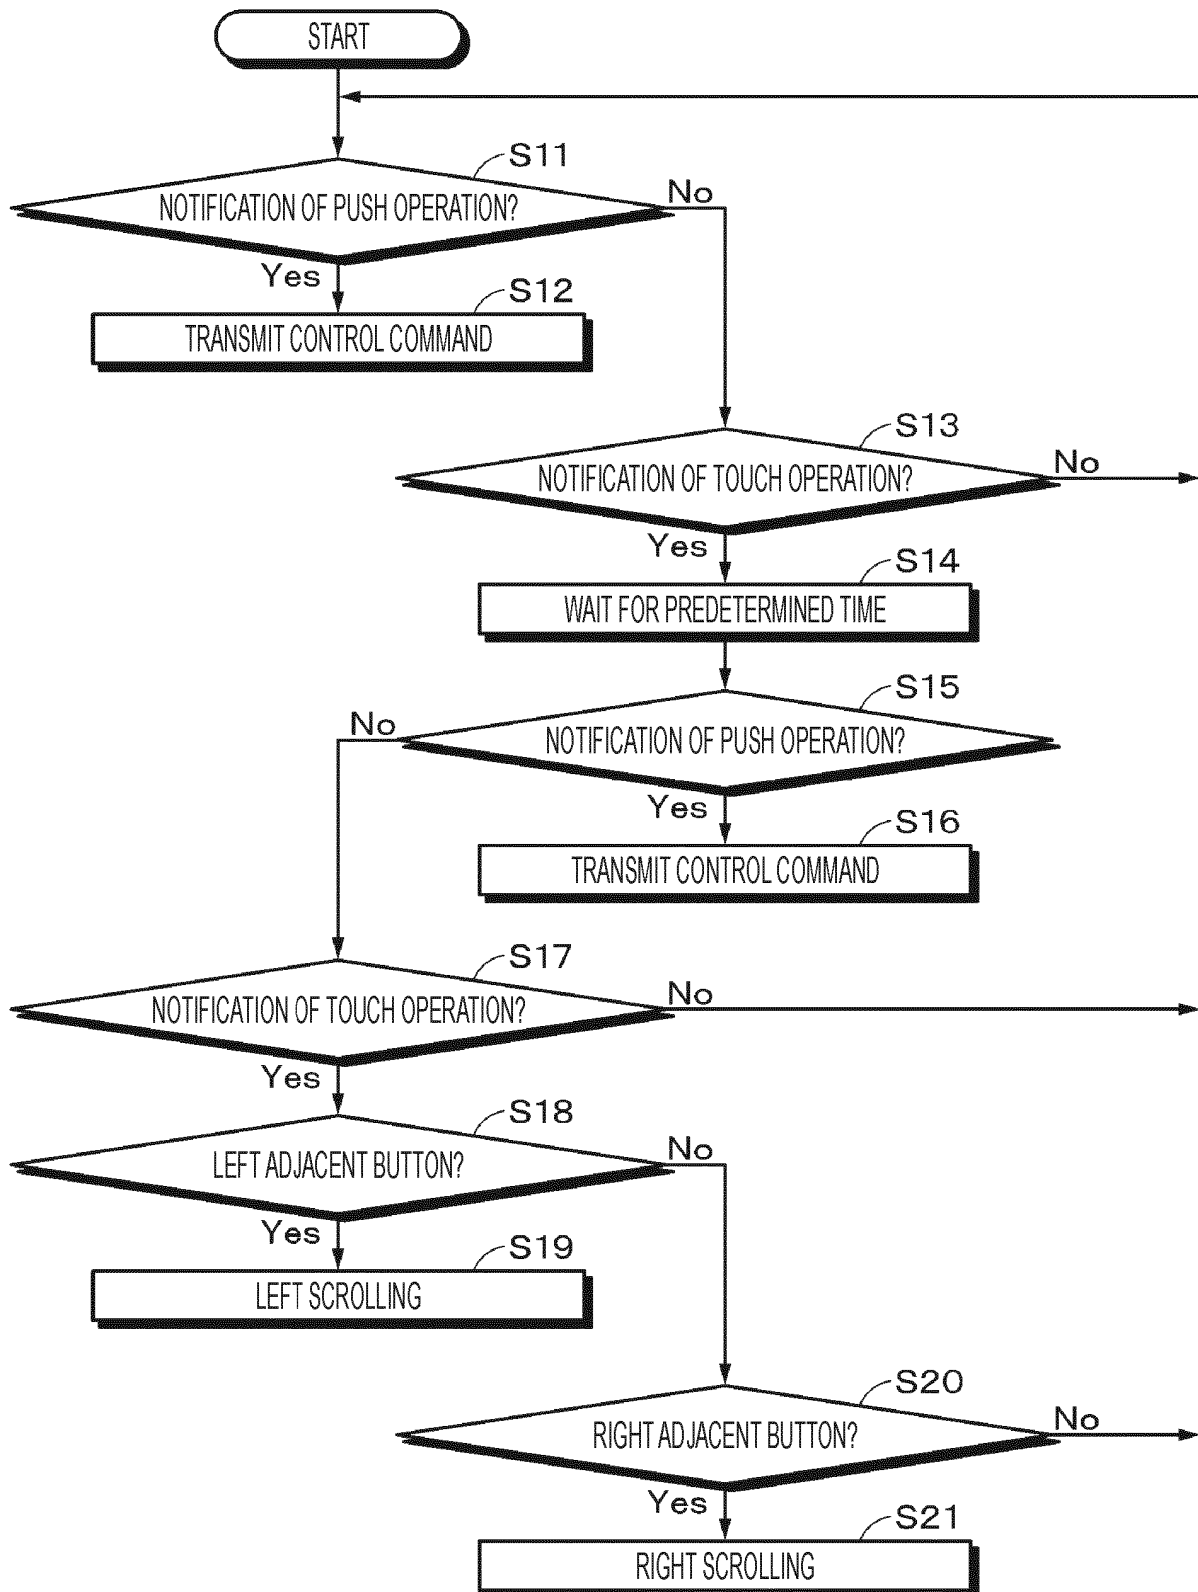 START
S11
NOTIFICATION OF PUSH OPERATION?
No
Yes
S12
TRANSMIT CONTROL COMMAND
S13
NOTIFICATION OF TOUCH OPERATION?
No
Yes
S14
WAIT FOR PREDETERMINED TIME
S15
No
NOTIFICATION OF PUSH OPERATION?
Yes
S16
TRANSMIT CONTROL COMMAND
S17
NOTIFICATION OF TOUCH OPERATION?
No
Yes
S18
LEFT ADJACENT BUTTON?
No
Yes
S19
LEFT SCROLLING
S20
RIGHT ADJACENT BUTTON?
No
Yes
S21
RIGHT SCROLLING